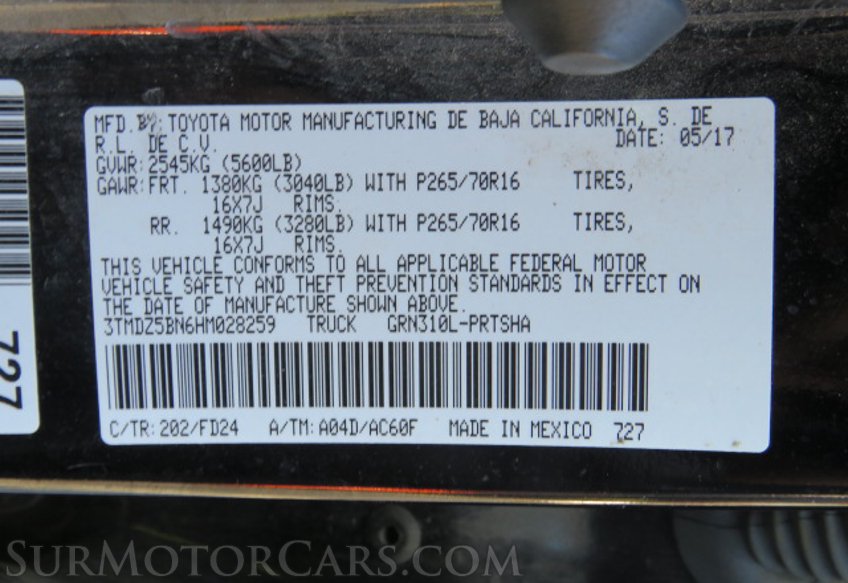 MFD. BY: TOYOTA MOTOR MANUFACTURING DE BAJA CALIFORNIA, S. DE
R.L. DE C.V. DATE: 05/17
GVWR: 2545KG (5600LB)
GAWR: FRT. 1380KG (3040LB) WITH P265/70R16 TIRES,
16X7J RIMS.
RR. 1490KG (3280LB) WITH P265/70R16 TIRES,
16X7J RIMS.
THIS VEHICLE CONFORMS TO ALL APPLICABLE FEDERAL MOTOR
VEHICLE SAFETY AND THEFT PREVENTION STANDARDS IN EFFECT ON
THE DATE OF MANUFACTURE SHOWN ABOVE.
3TMDZ5BN6HM028259 TRUCK GRN310L-PRTSHA
C/TR: 202/FD24 A/TM: A04D/AC60F MADE IN MEXICO 727
727
SurMotorCars.com